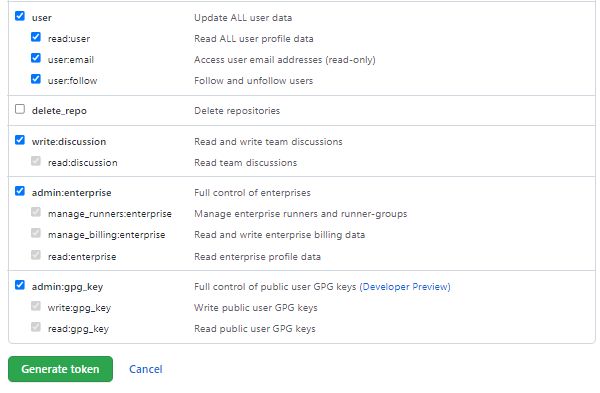 user Update ALL user data
read:user Read ALL user profile data
user:email Access user email addresses (read-only)
user:follow Follow and unfollow users
delete_repo Delete repositories
write:discussion Read and write team discussions
read:discussion Read team discussions
admin:enterprise Full control of enterprises
manage_runners:enterprise Manage enterprise runners and runner-groups
manage_billing:enterprise Read and write enterprise billing data
read:enterprise Read enterprise profile data
admin:gpg_key Full control of public user GPG keys (Developer Preview)
write:gpg_key Write public user GPG keys
read:gpg_key Read public user GPG keys
Generate token Cancel